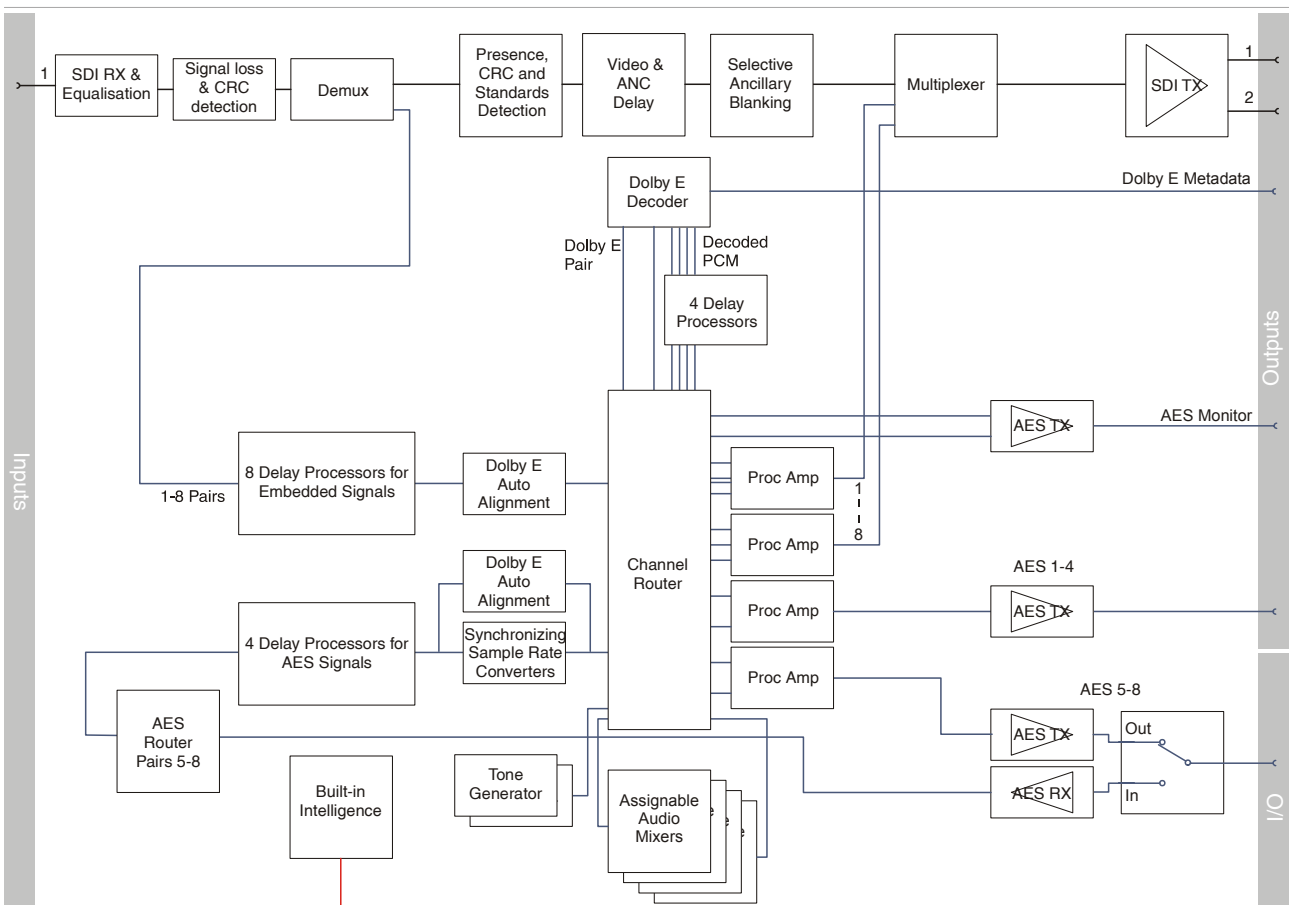 Inputs
1
SDI RX &
Equalisation
Signal loss
& CRC
detection
Demux
Presence,
CRC and
Standards
Detection
Video &
ANC
Delay
Selective
Ancillary
Blanking
Multiplexer
SDI TX
1
2
Outputs
Dolby E
Decoder
Dolby E Metadata
Dolby E
Pair
Decoded
PCM
4 Delay
Processors
AES TX
AES Monitor
1-8 Pairs
8 Delay Processors for
Embedded Signals
Dolby E
Auto
Alignment
Channel
Router
Proc Amp
1
8
Proc Amp
Dolby E
Auto
Alignment
4 Delay Processors for
AES Signals
Synchronizing
Sample Rate
Converters
Proc Amp
AES 1-4
AES TX
Proc Amp
AES 5-8
AES
Router
Pairs 5-8
AES TX
Out
AES RX
In
I/O
Built-in
Intelligence
Tone
Generator
Assignable
Audio
Mixers